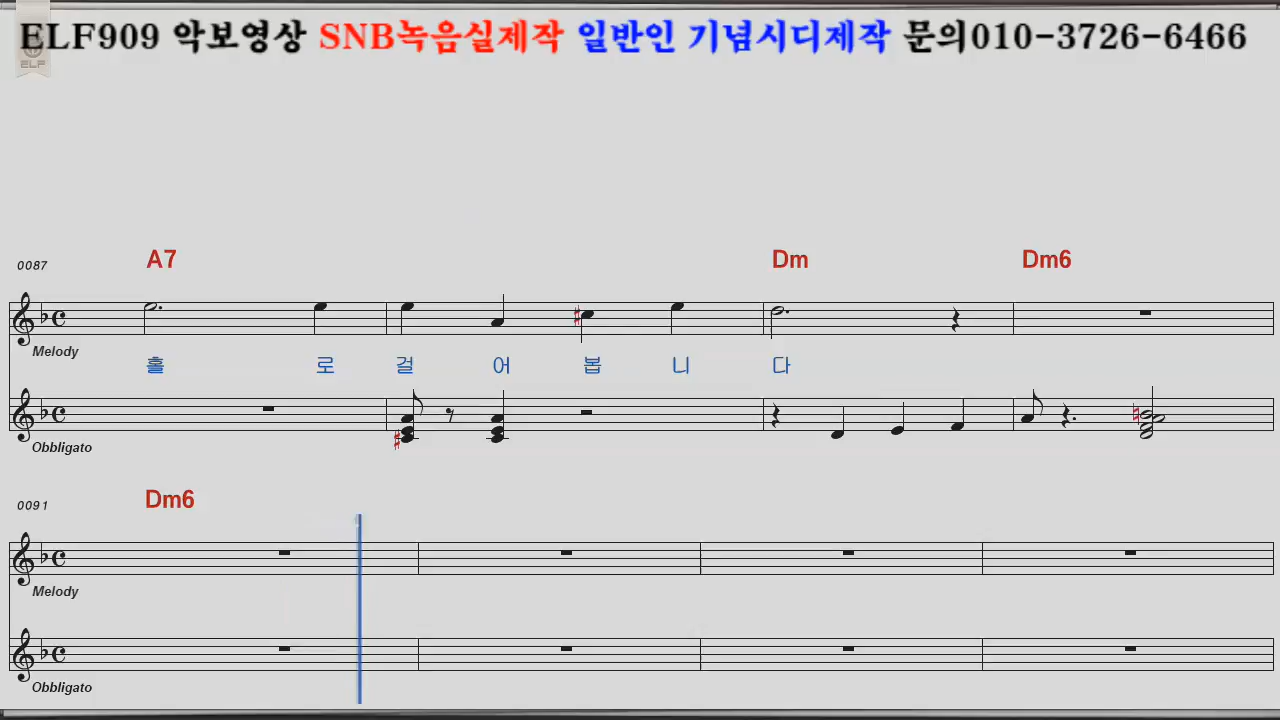 ELF909 악보영상 SNB녹음실제작 일반인 기념시디제작 문의010-3726-6466
ELF
A7 Dm Dm6
0087
Melody
홀 로 걸 어 봅 니 다
Obbligato
Dm6
0091
Melody
Obbligato